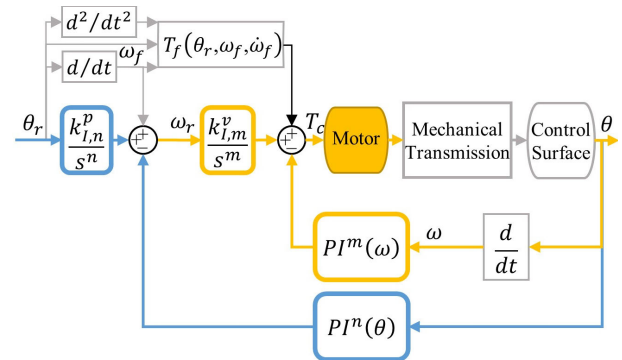 d²/dt²
T_f(θ_r,ω_f,ω̇_f)
ω_f
d/dt
θ_r
k^p_{I,n}
s^n
+
+
−
ω_r
k^v_{I,m}
s^m
+
+
−
T_c
Motor
Mechanical
Transmission
Control
Surface
θ
PI^m(ω)
ω
d
dt
PI^n(θ)